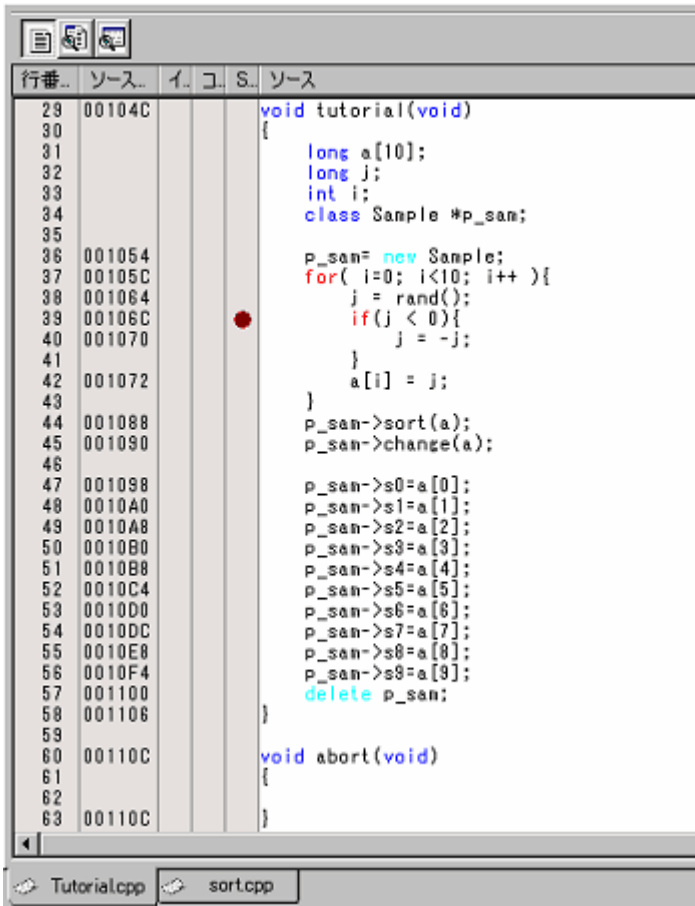 行番... ソース... イ.. コ.. S.. ソース
29 00104C void tutorial(void)
30 {
31 long a[10];
32 long j;
33 int i;
34 class Sample *p_sam;
35
36 001054 p_sam= new Sample;
37 00105C for( i=0; i<10; i++ ){
38 001064 j = rand();
39 00106C if(j < 0){
40 001070 j = -j;
41 }
42 001072 a[i] = j;
43 }
44 001088 p_sam->sort(a);
45 001090 p_sam->change(a);
46
47 001098 p_sam->s0=a[0];
48 0010A0 p_sam->s1=a[1];
49 0010A8 p_sam->s2=a[2];
50 0010B0 p_sam->s3=a[3];
51 0010B8 p_sam->s4=a[4];
52 0010C4 p_sam->s5=a[5];
53 0010D0 p_sam->s6=a[6];
54 0010DC p_sam->s7=a[7];
55 0010E8 p_sam->s8=a[8];
56 0010F4 p_sam->s9=a[9];
57 001100 delete p_sam;
58 001106 }
59
60 00110C void abort(void)
61 {
62
63 00110C }
Tutorial.cpp sort.cpp